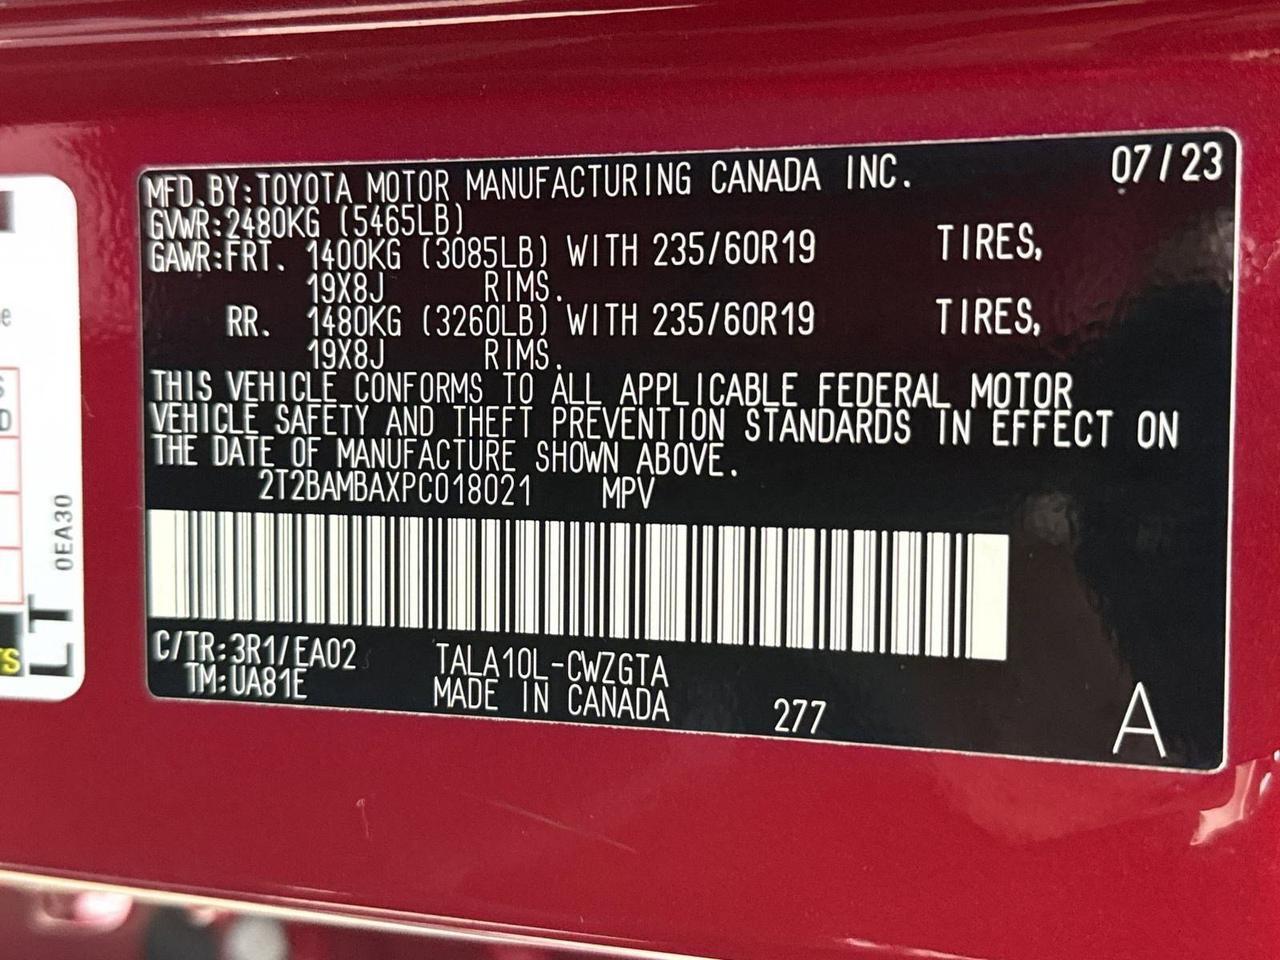 MFD.BY:TOYOTA MOTOR MANUFACTURING CANADA INC. 07/23
GVWR:2480KG (5465LB)
GAWR:FRT. 1400KG (3085LB) WITH 235/60R19 TIRES,
19X8J RIMS.
RR. 1480KG (3260LB) WITH 235/60R19 TIRES,
19X8J RIMS.
THIS VEHICLE CONFORMS TO ALL APPLICABLE FEDERAL MOTOR
VEHICLE SAFETY AND THEFT PREVENTION STANDARDS IN EFFECT ON
THE DATE OF MANUFACTURE SHOWN ABOVE.
2T2BAMBAXPC018021 MPV
C/TR:3R1/EA02 TALA10L-CWZGTA
TM:UA81E MADE IN CANADA 277 A
0EA30
LT